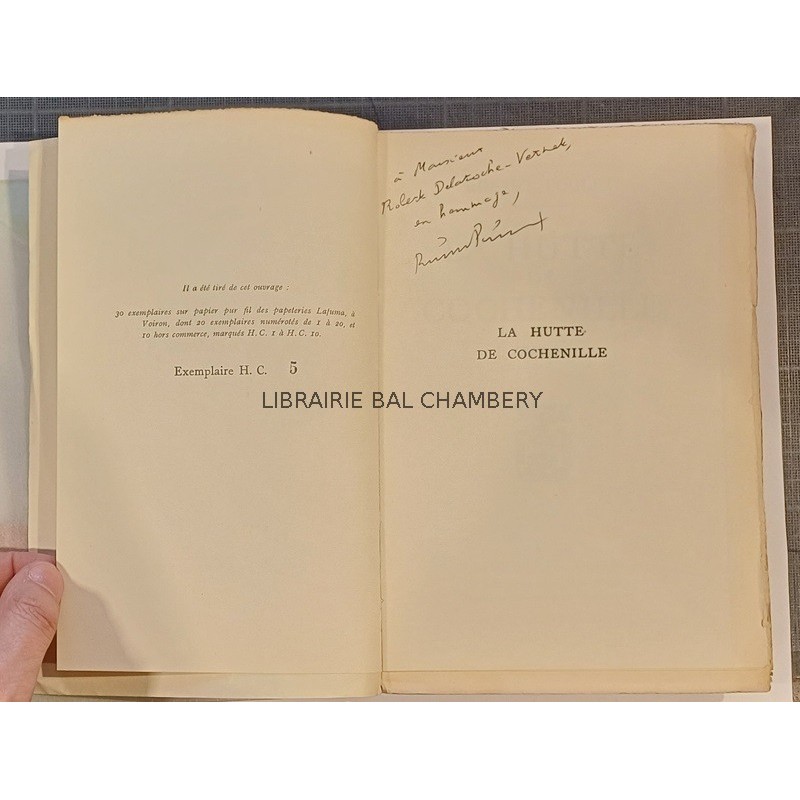 Il a été tiré de cet ouvrage :
30 exemplaires sur papier pur fil des papeteries Lafuma, à
Voiron, dont 20 exemplaires numérotés de 1 à 20, et
10 hors commerce, marqués H. C. 1 à H. C. 10.
Exemplaire H. C. 5
à Monsieur
Delaroche-Vernet,
en hommage,
LA HUTTE
DE COCHENILLE
LIBRAIRIE BAL CHAMBERY